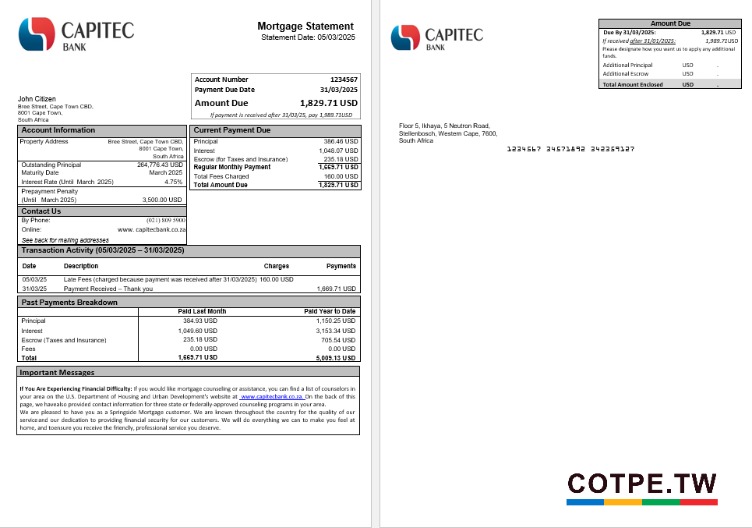 CAPITEC
BANK
Mortgage Statement
Statement Date: 05/03/2025
Account Number 1234567
Payment Due Date 31/03/2025
Amount Due 1,829.71 USD
If payment is received after 31/03/25, pay 1,989.71USD
John Citizen
Bree Street, Cape Town CBD,
8001 Cape Town,
South Africa
Account Information
Property Address Bree Street, Cape Town CBD,
8001 Cape Town,
South Africa
Outstanding Principal 264,776.43 USD
Maturity Date March 2025
Interest Rate (Until March 2025) 4.75%
Prepayment Penalty
(Until March 2025) 3,500.00 USD
Contact Us
By Phone: (021) 809 5900
Online: www.capitecbank.co.za
See back for mailing addresses
Current Payment Due
Principal 386.46 USD
Interest 1,048.07 USD
Escrow (for Taxes and Insurance) 235.18 USD
Regular Monthly Payment 1,669.71 USD
Total Fees Charged 160.00 USD
Total Amount Due 1,829.71 USD
Transaction Activity (05/03/2025 – 31/03/2025)
Date Description Charges Payments
05/03/25 Late Fees (charged because payment was received after 31/03/2025) 160.00 USD
31/03/25 Payment Received – Thank you 1,669.71 USD
Past Payments Breakdown
Paid Last Month Paid Year to Date
Principal 384.93 USD 1,150.25 USD
Interest 1,049.60 USD 3,153.34 USD
Escrow (Taxes and Insurance) 235.18 USD 705.54 USD
Fees 0.00 USD 0.00 USD
Total 1,669.71 USD 5,009.13 USD
Important Messages
If You Are Experiencing Financial Difficulty: If you would like mortgage counseling or assistance, you can find a list of counselors in
your area on the U.S. Department of Housing and Urban Development's website at www.capitecbank.co.za On the back of this
page, we havealso provided contact information for three state or federally-approved counseling programs in your area.
We are pleased to have you as a Springside Mortgage customer. We are known throughout the country for the quality of our
serviceand our dedication to providing financial security for our customers. We will do everything we can to make you feel at
home, and toensure you receive the friendly, professional service you deserve.
CAPITEC
BANK
Amount Due
Due By 31/03/2025: 1,829.71 USD
If received after 31/01/2025: 1,989.71USD
Please designate how you want us to apply any additional
funds.
Additional Principal USD .
Additional Escrow USD .
Total Amount Enclosed USD .
Floor 5, Ikhaya, 5 Neutron Road,
Stellenbosch, Western Cape, 7600,
South Africa
1234567 34571892 342359127
COTPE.TW